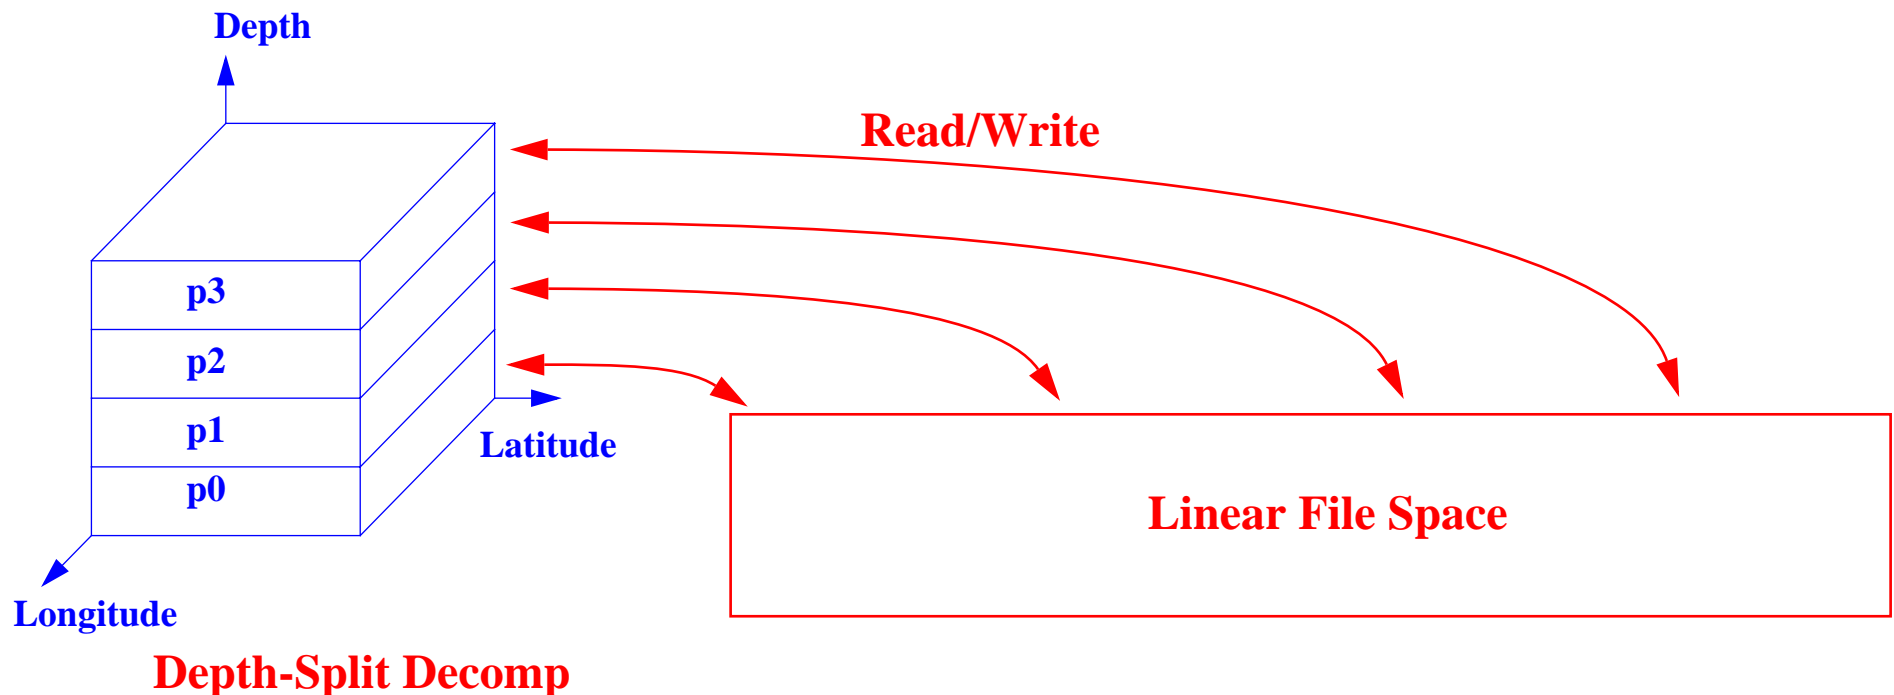 Depth
Read/Write
p3
p2
p1
Latitude
p0
Linear File Space
Longitude
Depth-Split Decomp